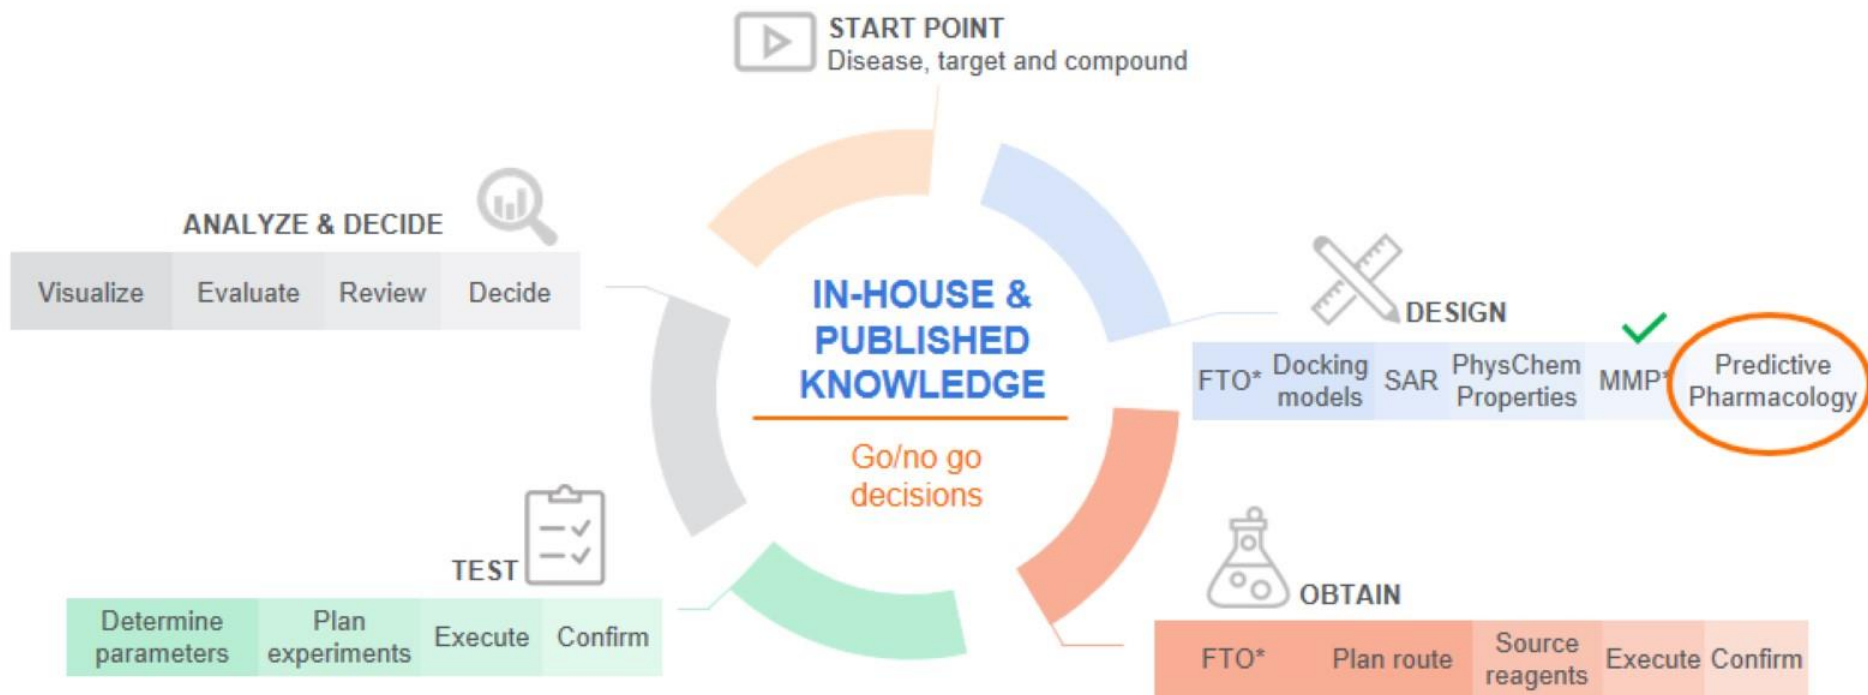 START POINT
Disease, target and compound
ANALYZE & DECIDE
Visualize Evaluate Review Decide
IN-HOUSE &
PUBLISHED
KNOWLEDGE
Go/no go
decisions
DESIGN
FTO* Docking models SAR PhysChem Properties MMP* Predictive Pharmacology
TEST
Determine parameters Plan experiments Execute Confirm
OBTAIN
FTO* Plan route Source reagents Execute Confirm